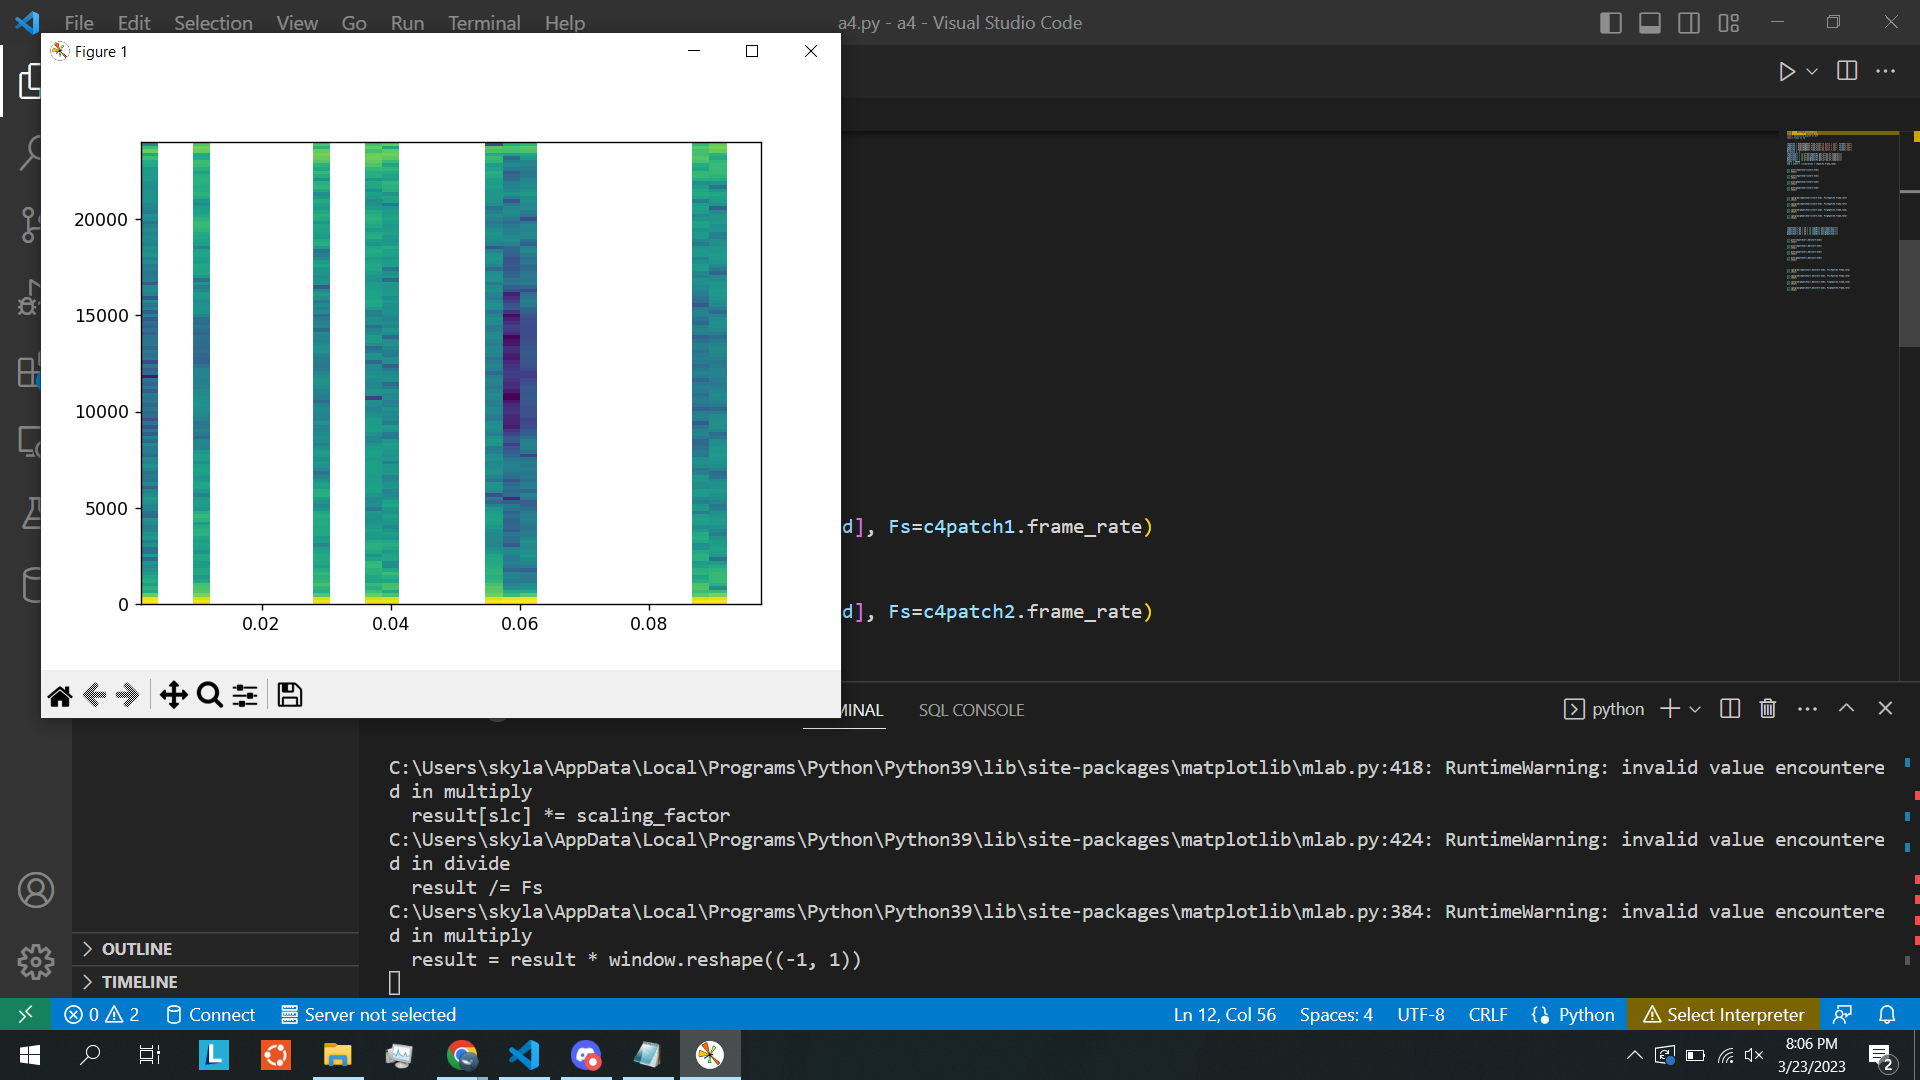 File Edit Selection View Go Run Terminal Help
a4.py - a4 - Visual Studio Code
Figure 1
20000
15000
10000
5000
0
0.02 0.04 0.06 0.08
d], Fs=c4patch1.frame_rate)
d], Fs=c4patch2.frame_rate)
MINAL SQL CONSOLE
python
C:\Users\skyla\AppData\Local\Programs\Python\Python39\lib\site-packages\matplotlib\mlab.py:418: RuntimeWarning: invalid value encountere
d in multiply
result[slc] *= scaling_factor
C:\Users\skyla\AppData\Local\Programs\Python\Python39\lib\site-packages\matplotlib\mlab.py:424: RuntimeWarning: invalid value encountere
d in divide
result /= Fs
C:\Users\skyla\AppData\Local\Programs\Python\Python39\lib\site-packages\matplotlib\mlab.py:384: RuntimeWarning: invalid value encountere
d in multiply
result = result * window.reshape((-1, 1))
OUTLINE
TIMELINE
0 2 Connect Server not selected
Ln 12, Col 56 Spaces: 4 UTF-8 CRLF Python Select Interpreter
L
8:06 PM
3/23/2023
2